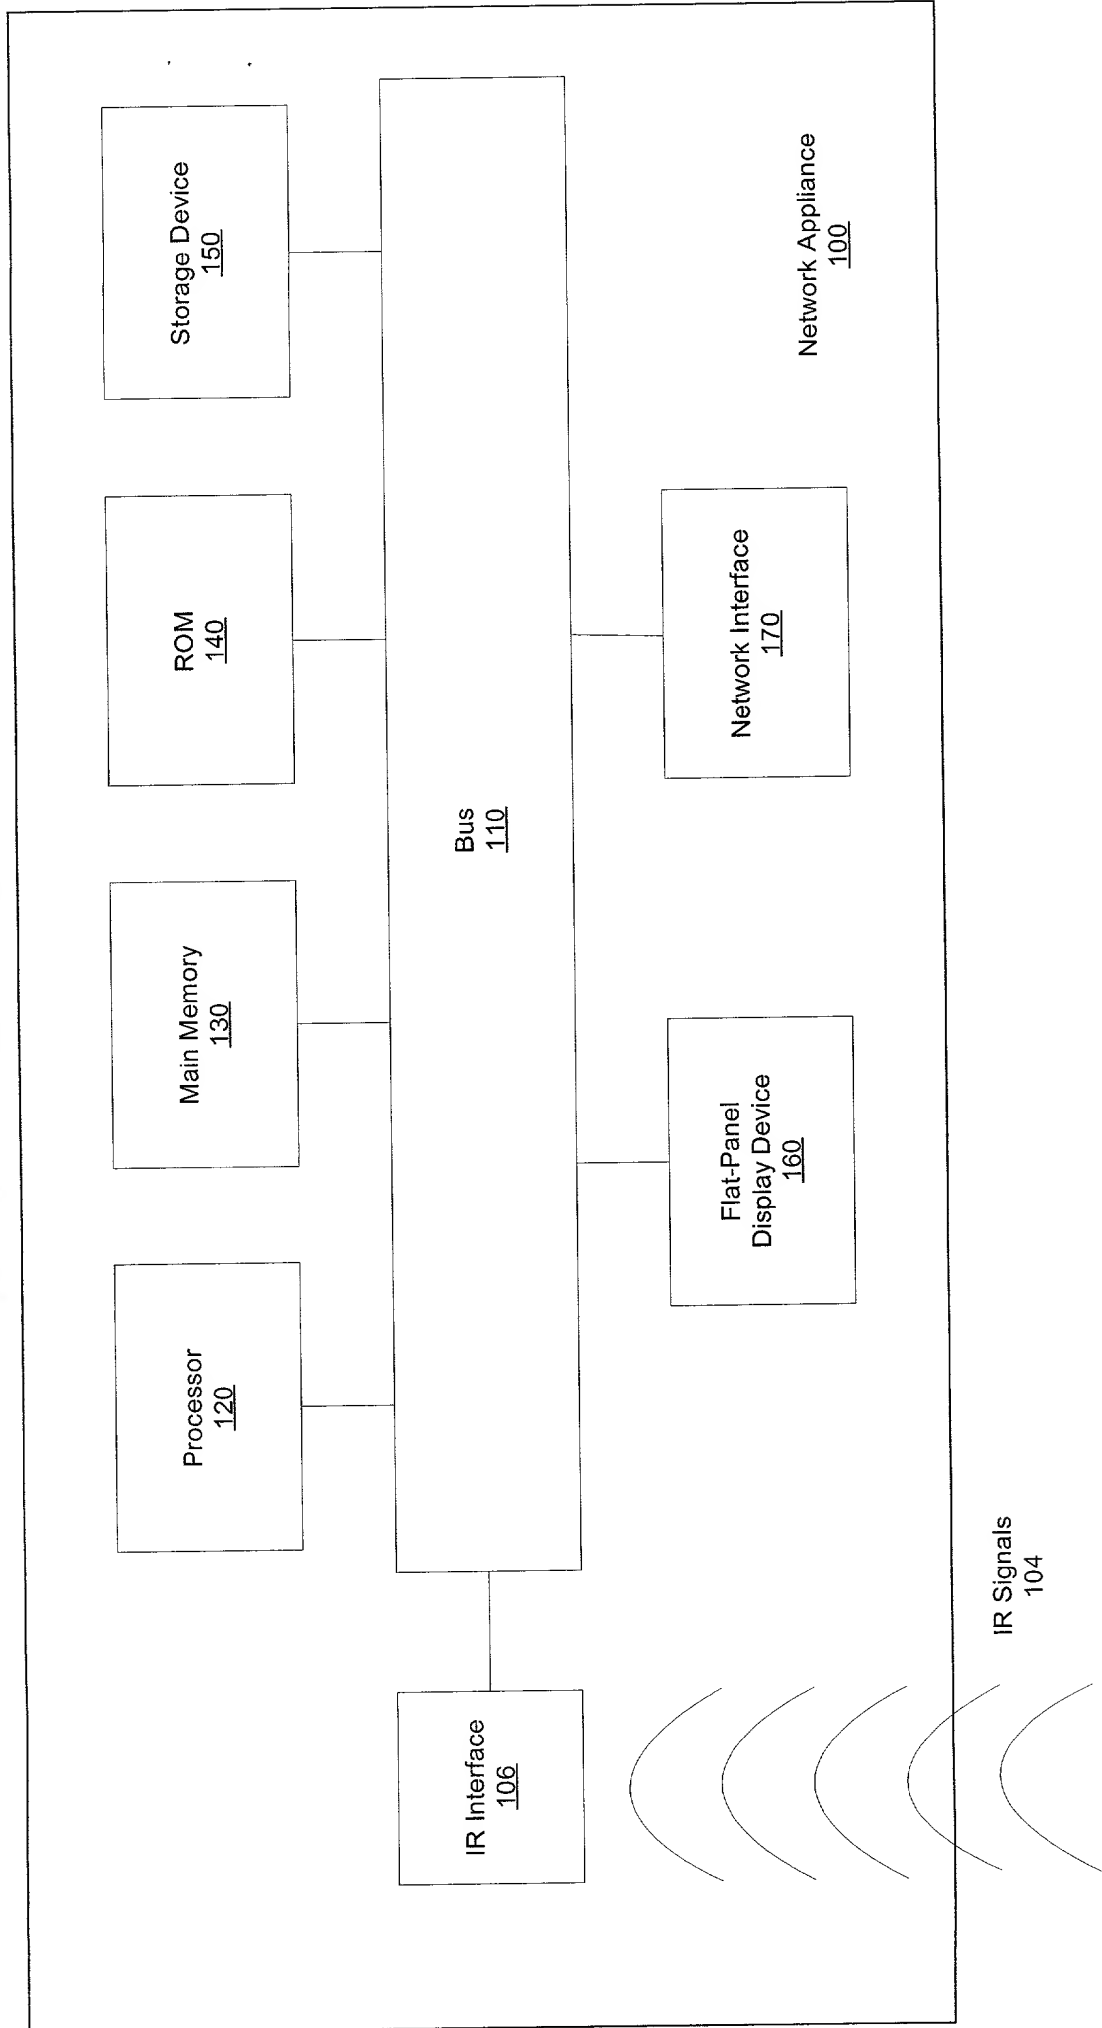 Processor
120
Main Memory
130
ROM
140
Storage Device
150
IR Interface
106
Bus
110
Flat-Panel
Display Device
160
Network Interface
170
Network Appliance
100
IR Signals
104